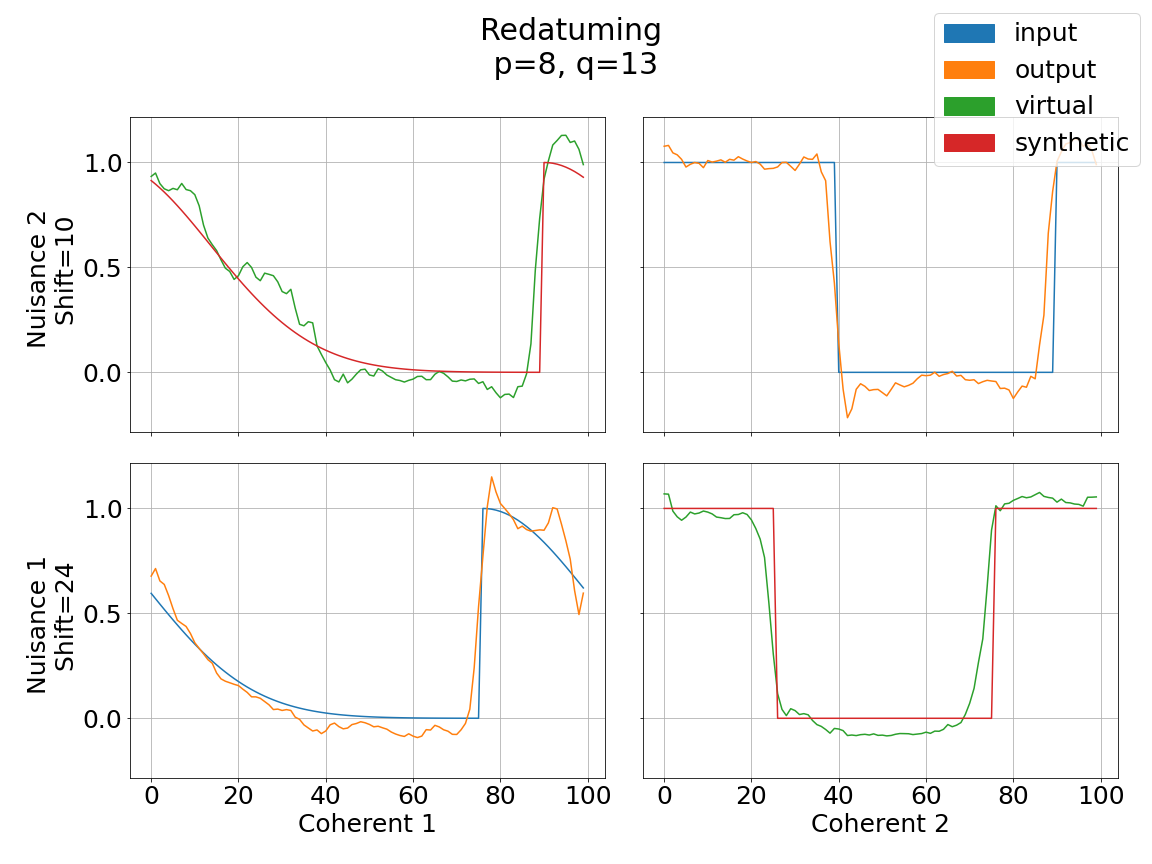 Redatuming
p=8, q=13
input
output
virtual
synthetic
Nuisance 2
Shift=10
1.0
0.5
0.0
Nuisance 1
Shift=24
1.0
0.5
0.0
0 20 40 60 80 100
0 20 40 60 80 100
Coherent 1
Coherent 2